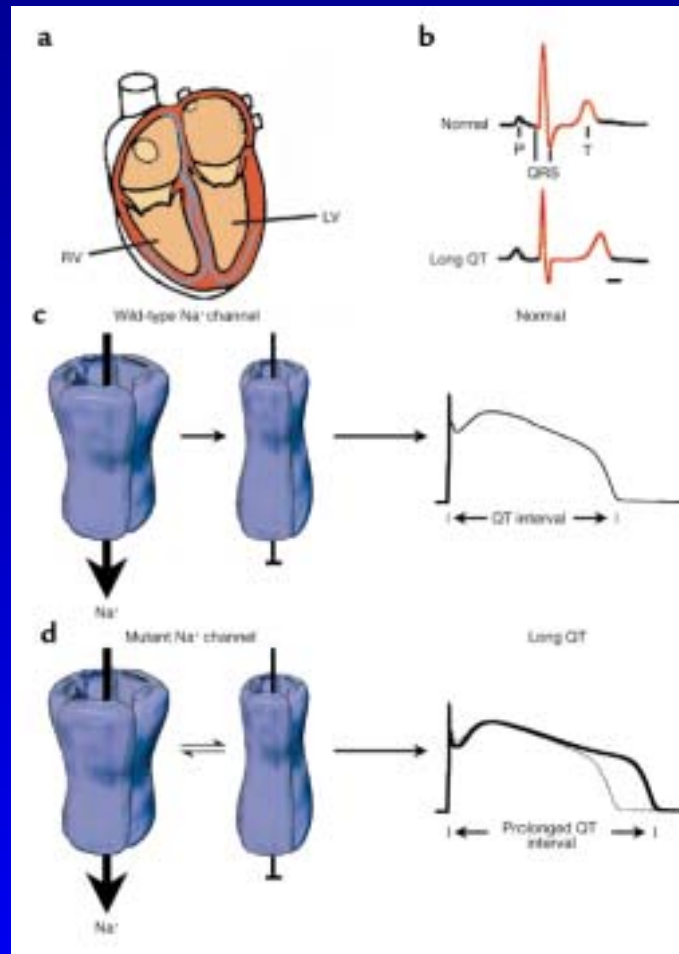 a
b
Normal
P
T
QRS
LV
RV
Long QT
c
Wild-type Na⁺ channel
Normal
QT interval
Na⁺
d
Mutant Na⁺ channel
Long QT
Prolonged QT
interval
Na⁺